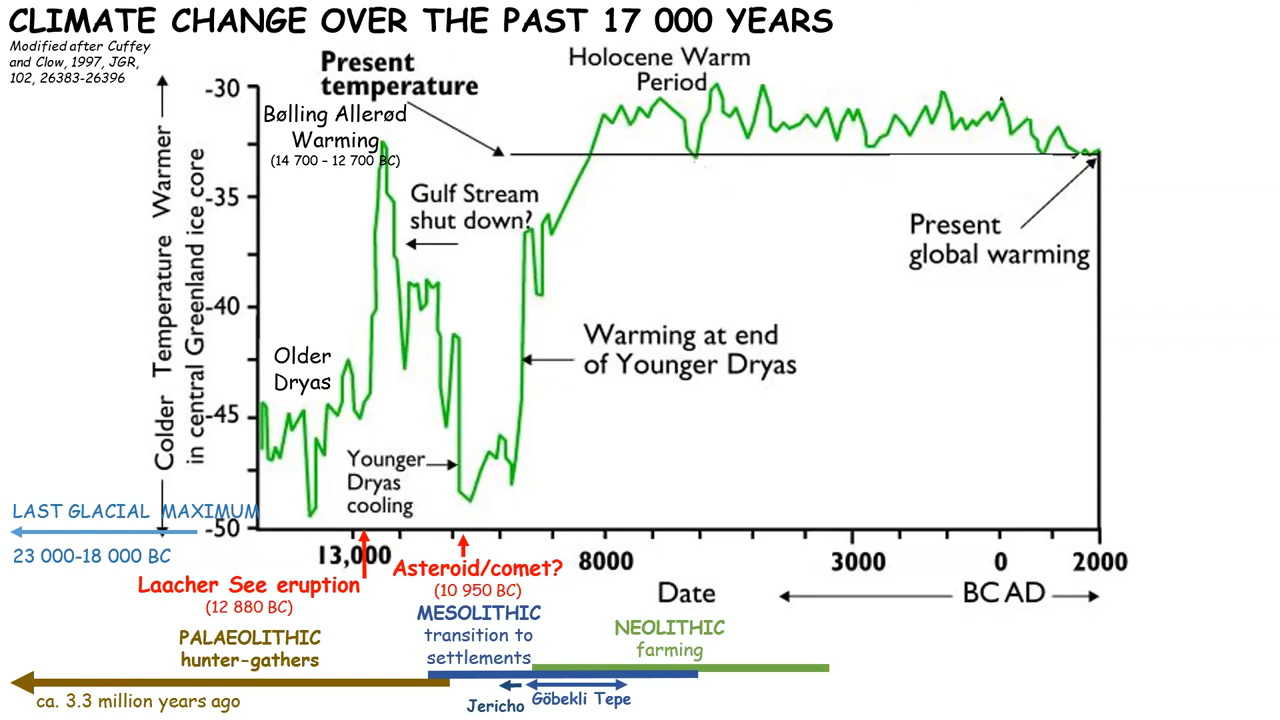 CLIMATE CHANGE OVER THE PAST 17 000 YEARS
Modified after Cuffey
and Clow, 1997, JGR,
102, 26383-26396
Present
temperature
Holocene Warm
Period
Bølling Allerød
Warming
(14 700 – 12 700 BC)
Gulf Stream
shut down?
Present
global warming
Warming at end
of Younger Dryas
Older
Dryas
Younger
Dryas
cooling
Colder Temperature Warmer
in central Greenland ice core
-30
-35
-40
-45
-50
LAST GLACIAL MAXIMUM
23 000-18 000 BC
13,000
8000
3000
0
2000
Date
BC AD
Laacher See eruption
(12 880 BC)
Asteroid/comet?
(10 950 BC)
PALAEOLITHIC
hunter-gathers
MESOLITHIC
transition to
settlements
NEOLITHIC
farming
ca. 3.3 million years ago
Jericho
Göbekli Tepe